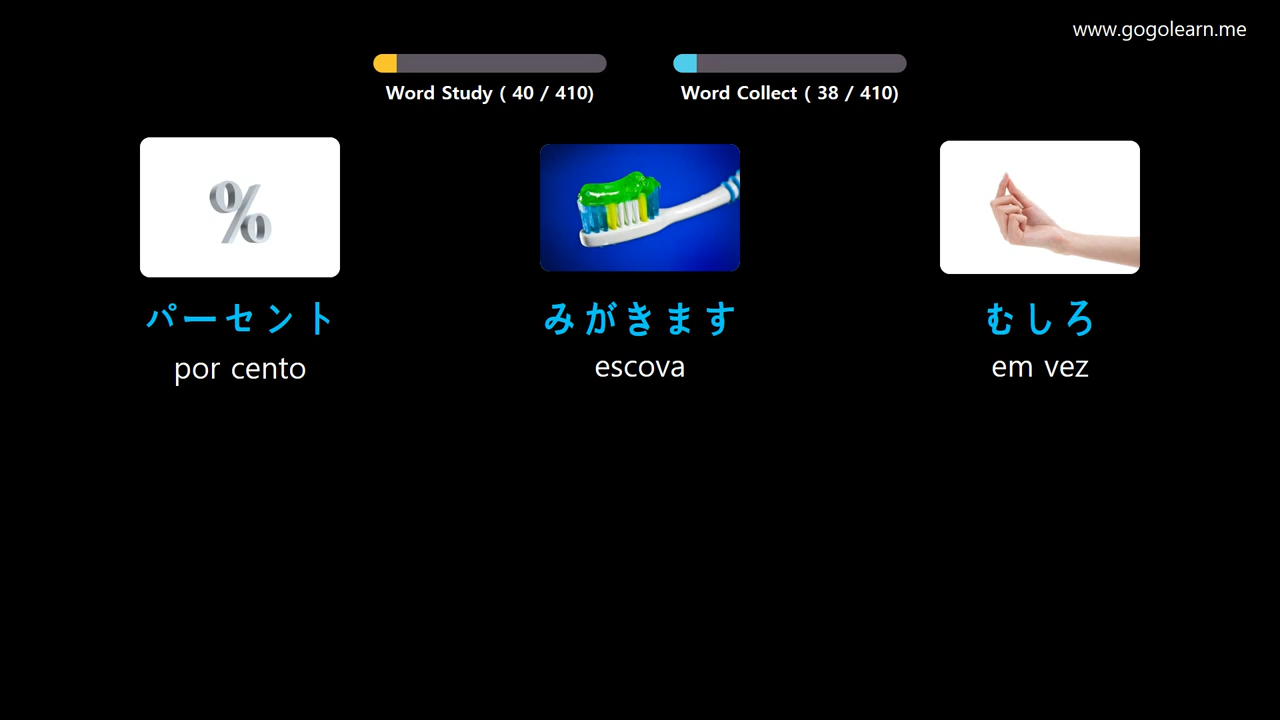 www.gogolearn.me
Word Study ( 40 / 410)
Word Collect ( 38 / 410)
%
パーセント
みがきます
むしろ
por cento
escova
em vez